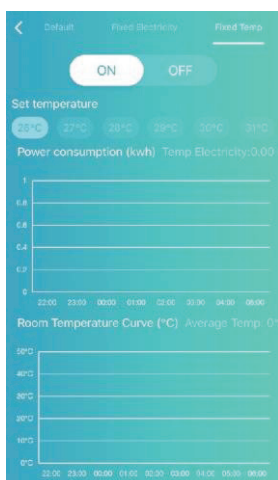 Default Fixed Electricity Fixed Temp
ON OFF
Set temperature
26°C 27°C 28°C 29°C 30°C 31°C
Power consumption (kwh) Temp Electricity:0.00
1
0.8
0.6
0.4
0.2
0
22:00 23:00 00:00 01:00 02:00 03:00 04:00 06:00
Room Temperature Curve (°C) Average Temp 0°
50°C
40°C
30°C
20°C
10°C
0°C
22:00 23:00 00:00 01:00 02:00 03:00 04:00 05:00 06:00